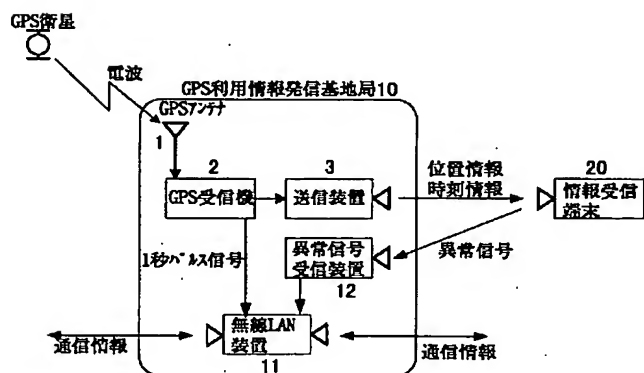 GPS衛星
電波
GPS利用情報発信基地局10
GPSアンテナ
1
2
3
20
GPS受信機
送信装置
位置情報
時刻情報
情報受信
端末
1秒パルス信号
異常信号
受信装置
異常信号
12
無線LAN
装置
通信情報
通信情報
11